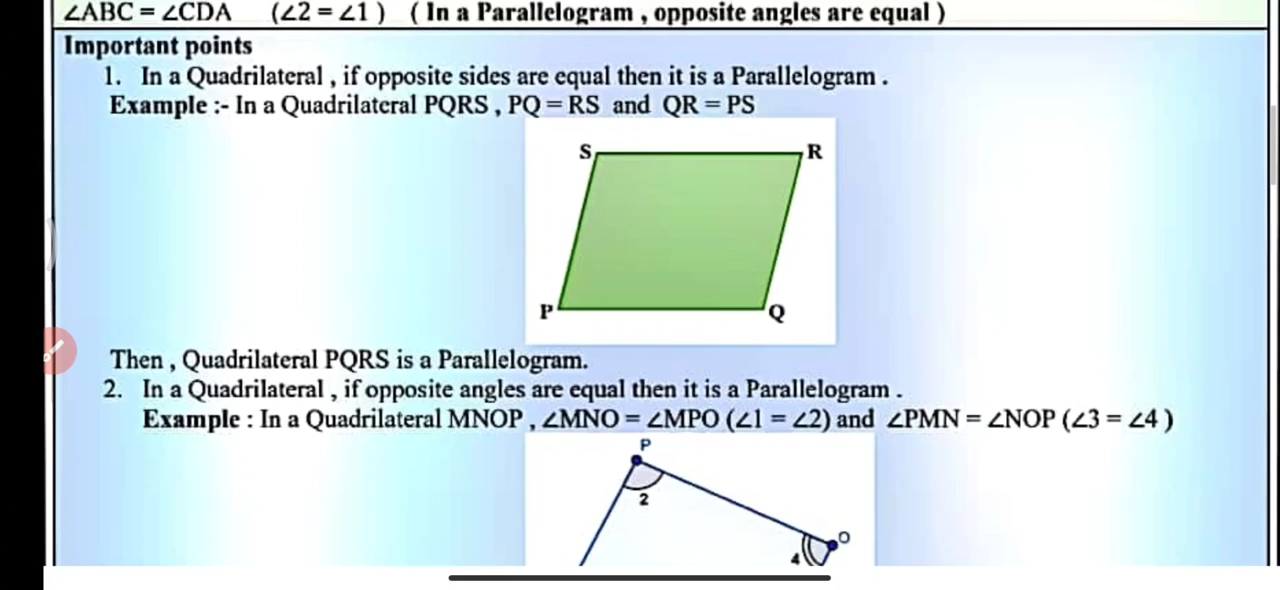 ∠ABC = ∠CDA (∠2 = ∠1 ) ( In a Parallelogram , opposite angles are equal )
Important points
1. In a Quadrilateral , if opposite sides are equal then it is a Parallelogram .
Example :- In a Quadrilateral PQRS , PQ = RS and QR = PS
S R
P Q
Then , Quadrilateral PQRS is a Parallelogram.
2. In a Quadrilateral , if opposite angles are equal then it is a Parallelogram .
Example : In a Quadrilateral MNOP , ∠MNO = ∠MPO (∠1 = ∠2) and ∠PMN = ∠NOP (∠3 = ∠4 )
P
2
O
4